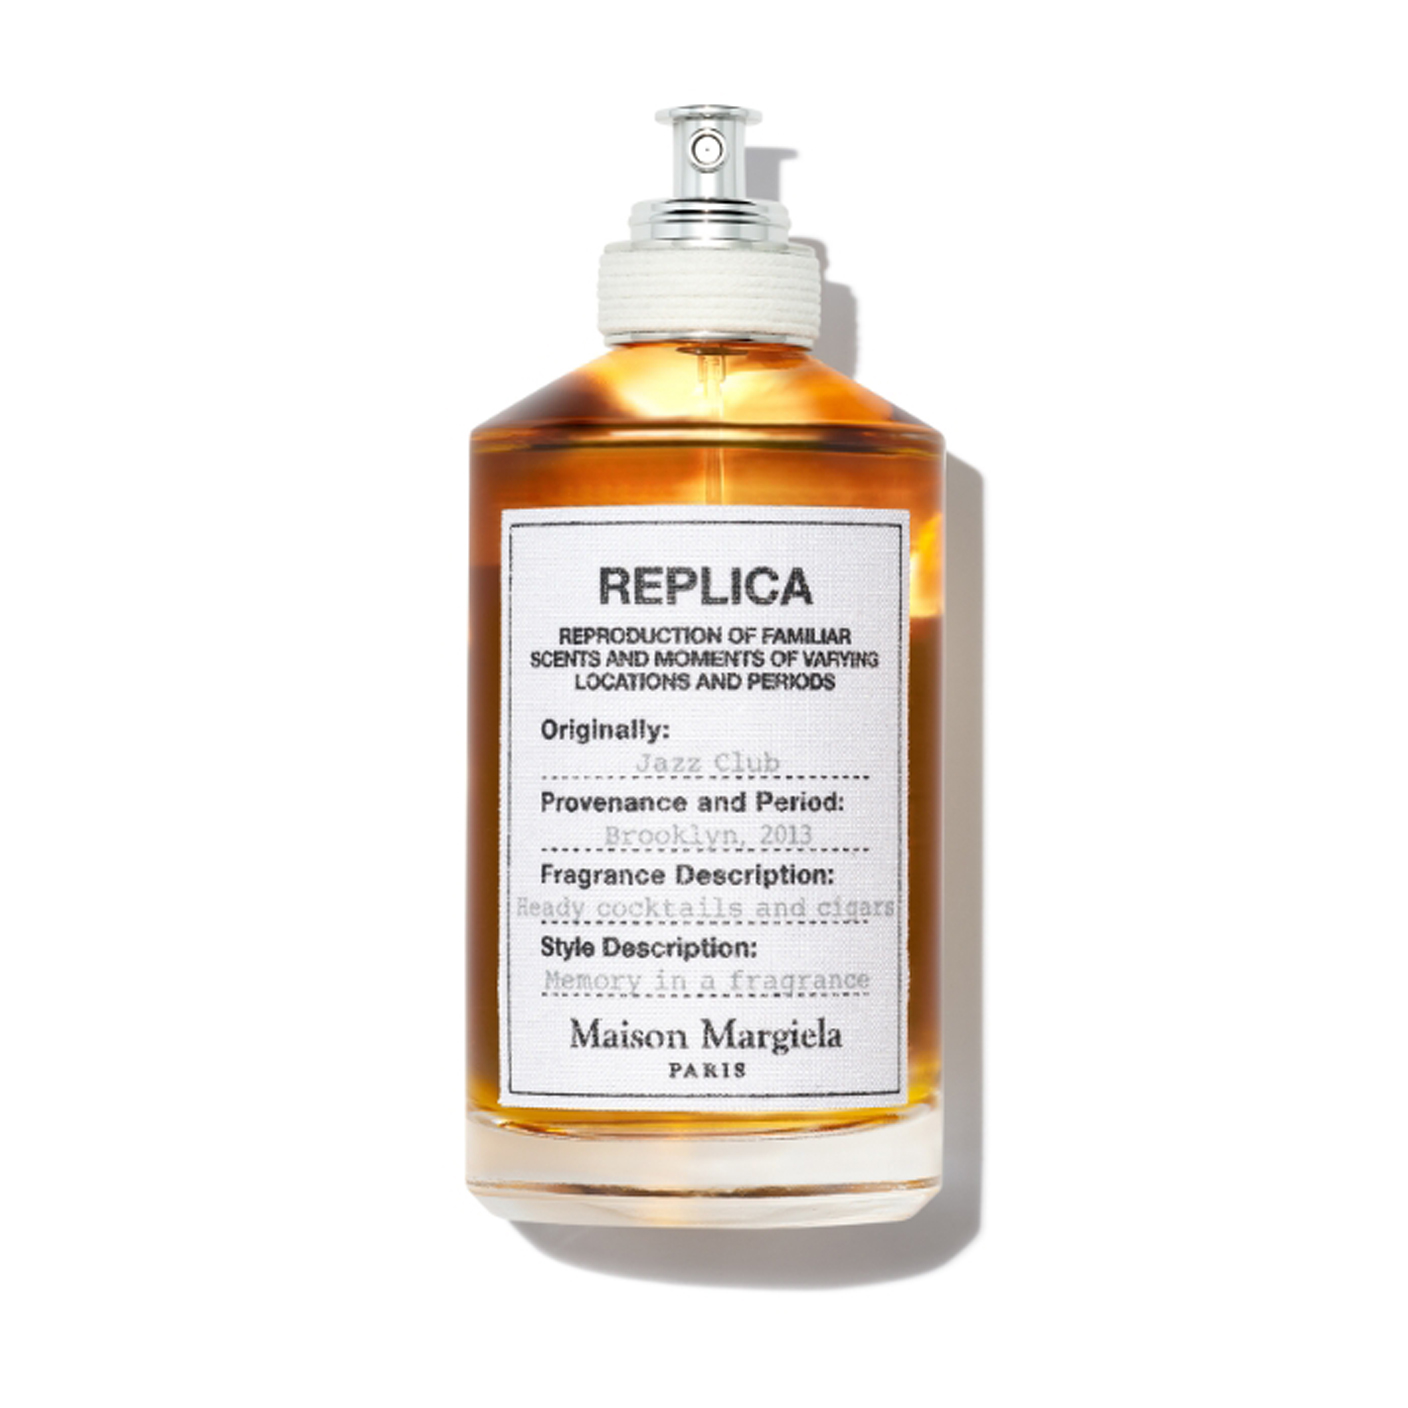 REPLICA
REPRODUCTION OF FAMILIAR
SCENTS AND MOMENTS OF VARYING
LOCATIONS AND PERIODS
Originally:
Jazz Club
Provenance and Period:
Brooklyn, 2013
Fragrance Description:
Heady cocktails and cigars
Style Description:
Memory in a fragrance
Maison Margiela
PARIS